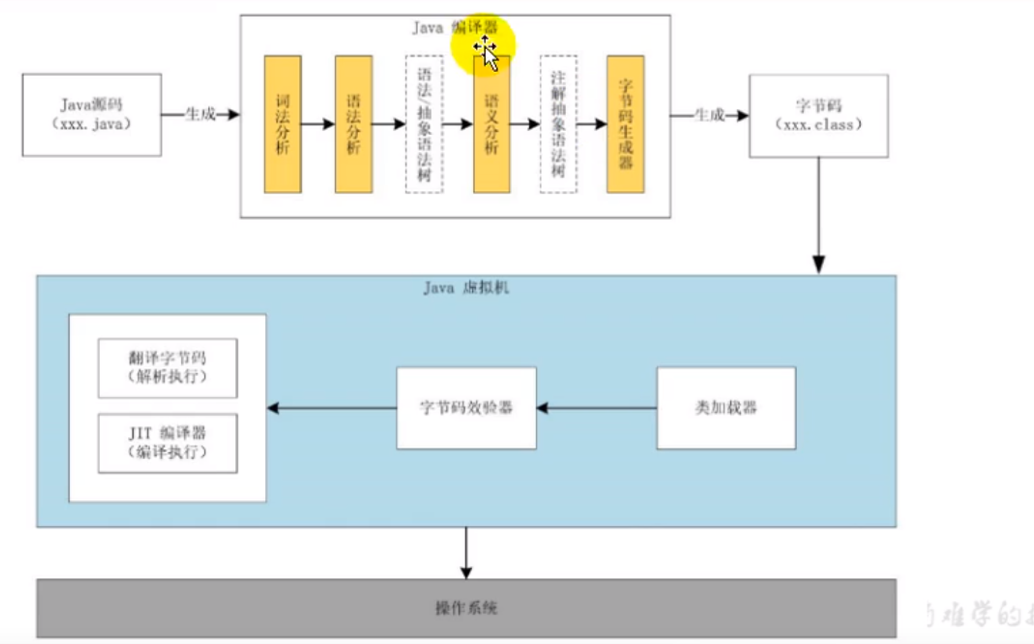 Java 编译器
Java源码
（xxx.java）
生成
词法分析
语法分析
语法/抽象语法树
语义分析
注解抽象语法树
字节码生成器
生成
字节码
（xxx.class）
Java 虚拟机
翻译字节码
（解析执行）
JIT 编译器
（编译执行）
字节码效验器
类加载器
操作系统
难学的